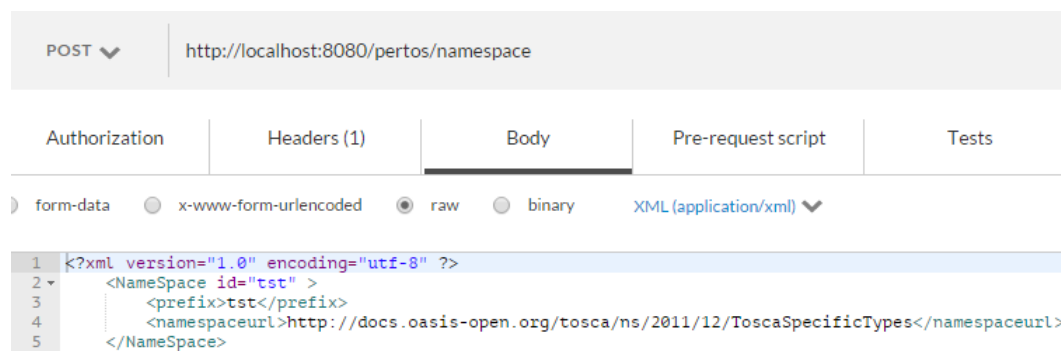 POST http://localhost:8080/pertos/namespace
Authorization Headers (1) Body Pre-request script Tests
form-data x-www-form-urlencoded raw binary XML (application/xml)
1 <?xml version="1.0" encoding="utf-8" ?>
2 <NameSpace id="tst" >
3 <prefix>tst</prefix>
4 <namespaceurl>http://docs.oasis-open.org/tosca/ns/2011/12/ToscaSpecificTypes</namespaceurl>
5 </NameSpace>